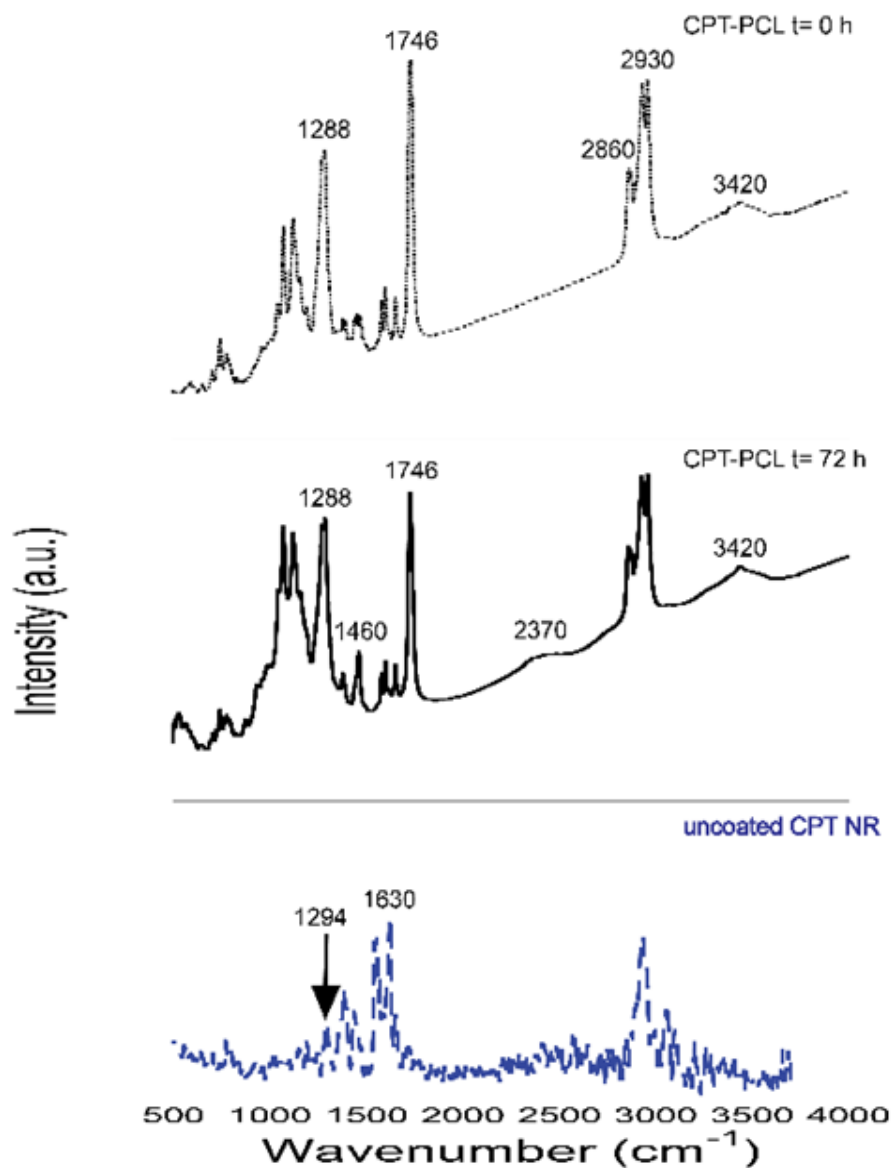 CPT-PCL t= 0 h
1746
2930
1288
2860
3420
CPT-PCL t= 72 h
1746
1288
3420
1460
2370
Intensity (a.u.)
uncoated CPT NR
1630
1294
500 1000 1500 2000 2500 3000 3500 4000
Wavenumber (cm⁻¹)